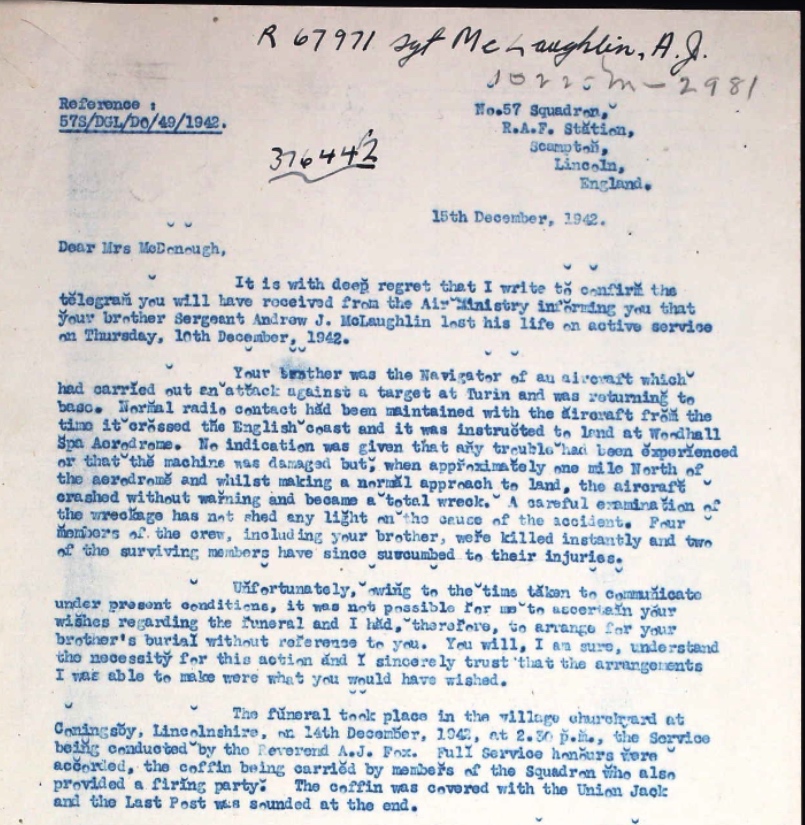 R 67971 Sgt McLaughlin, A.J.
2981
Reference :
57S/DGL/DO/49/1942.
376442
No.57 Squadron,
R.A.F. Station,
Scampton,
Lincoln,
England.
15th December, 1942.
Dear Mrs McDonough,
It is with deep regret that I write to confirm the
telegram you will have received from the Air Ministry informing you that
your brother Sergeant Andrew J. McLaughlin lost his life on active service
on Thursday, 10th December, 1942.
Your brother was the Navigator of an aircraft which
had carried out an attack against a target at Turin and was returning to
base. Normal radio contact had been maintained with the aircraft from the
time it crossed the English coast and it was instructed to land at Woodhall
Spa Aerodrome. No indication was given that any trouble had been experienced
or that the machine was damaged but, when approximately one mile North of
the aerodrome and whilst making a normal approach to land, the aircraft
crashed without warning and became a total wreck. A careful examination of
the wreckage has not shed any light on the cause of the accident. Four
members of the crew, including your brother, were killed instantly and two
of the surviving members have since succumbed to their injuries.
Unfortunately, owing to the time taken to communicate
under present conditions, it was not possible for me to ascertain your
wishes regarding the funeral and I had, therefore, to arrange for your
brother's burial without reference to you. You will, I am sure, understand
the necessity for this action and I sincerely trust that the arrangements
I was able to make were what you would have wished.
The funeral took place in the village churchyard at
Coningsby, Lincolnshire, on 14th December, 1942, at 2.30 p.m., the Service
being conducted by the Reverend A.J. Fox. Full Service honours were
accorded, the coffin being carried by members of the Squadron who also
provided a firing party. The coffin was covered with the Union Jack
and the Last Post was sounded at the end.